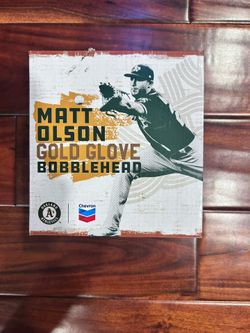 MATT
OLSON
GOLD GLOVE
BOBBLEHEAD
Chevron
A's